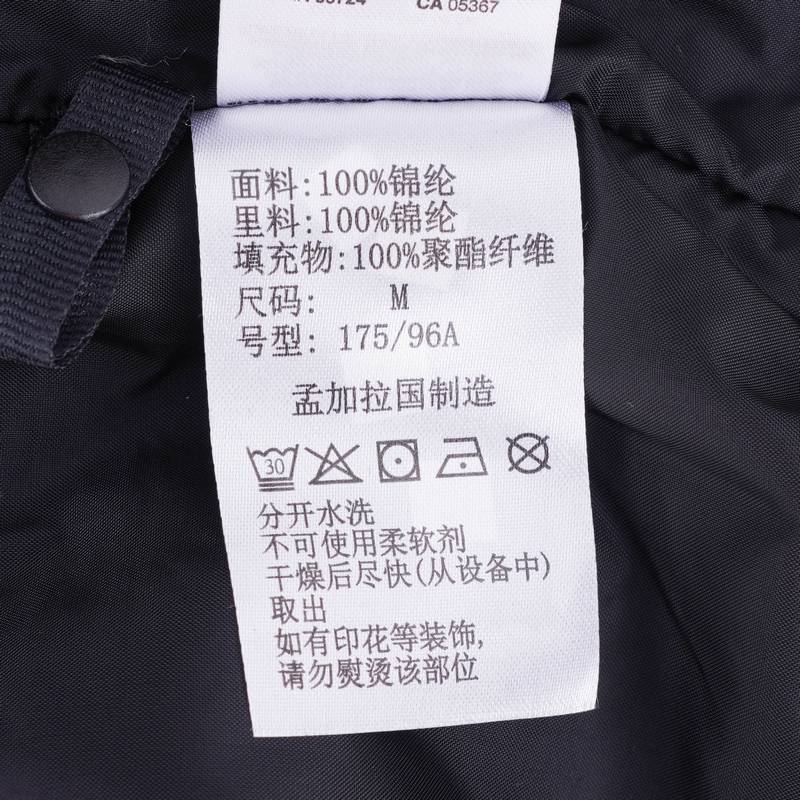 CA 05367
面料:100%锦纶
里料:100%锦纶
填充物:100%聚酯纤维
尺码: M
号型: 175/96A
孟加拉国制造
30
分开水洗
不可使用柔软剂
干燥后尽快(从设备中)
取出
如有印花等装饰,
请勿熨烫该部位